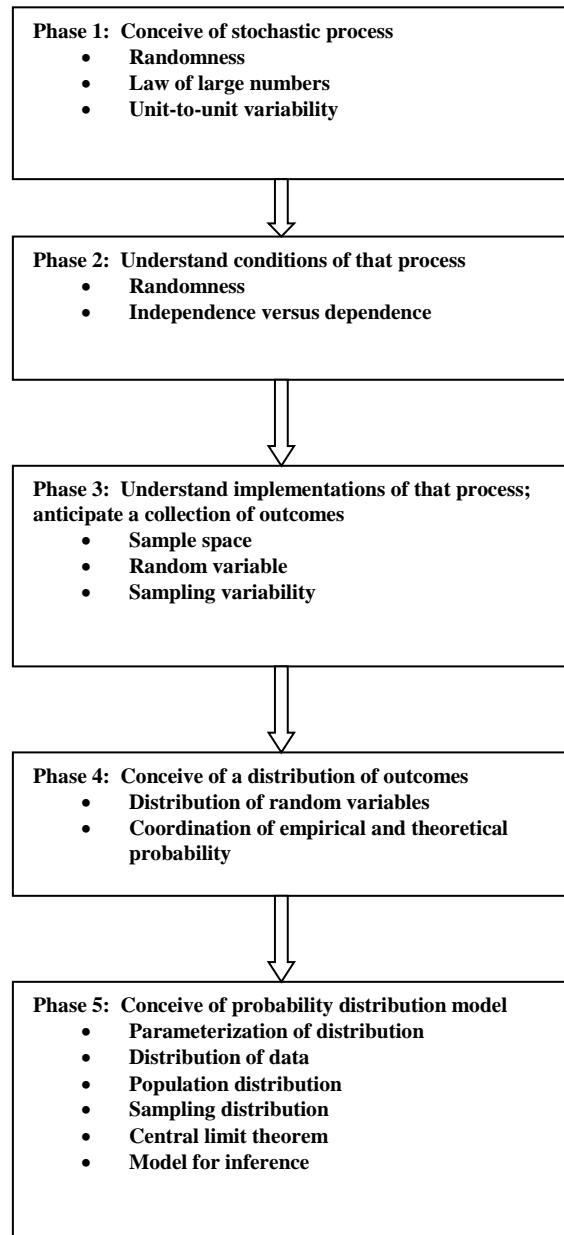 Phase 1: Conceive of stochastic process
• Randomness
• Law of large numbers
• Unit-to-unit variability
Phase 2: Understand conditions of that process
• Randomness
• Independence versus dependence
Phase 3: Understand implementations of that process;
anticipate a collection of outcomes
• Sample space
• Random variable
• Sampling variability
Phase 4: Conceive of a distribution of outcomes
• Distribution of random variables
• Coordination of empirical and theoretical
probability
Phase 5: Conceive of probability distribution model
• Parameterization of distribution
• Distribution of data
• Population distribution
• Sampling distribution
• Central limit theorem
• Model for inference